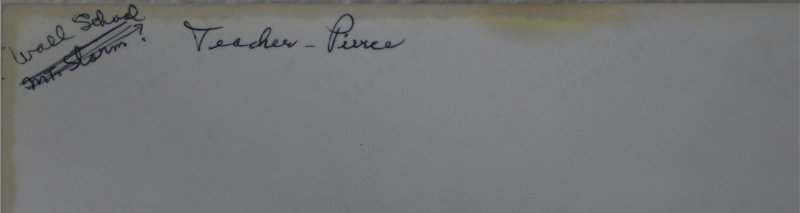 Wall School
Mt. Storm?
Teacher - Pierce